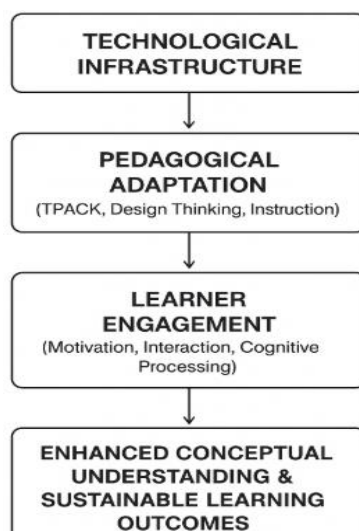 TECHNOLOGICAL
INFRASTRUCTURE
PEDAGOGICAL
ADAPTATION
(TPACK, Design Thinking, Instruction)
LEARNER
ENGAGEMENT
(Motivation, Interaction, Cognitive
Processing)
ENHANCED CONCEPTUAL
UNDERSTANDING &
SUSTAINABLE LEARNING
OUTCOMES